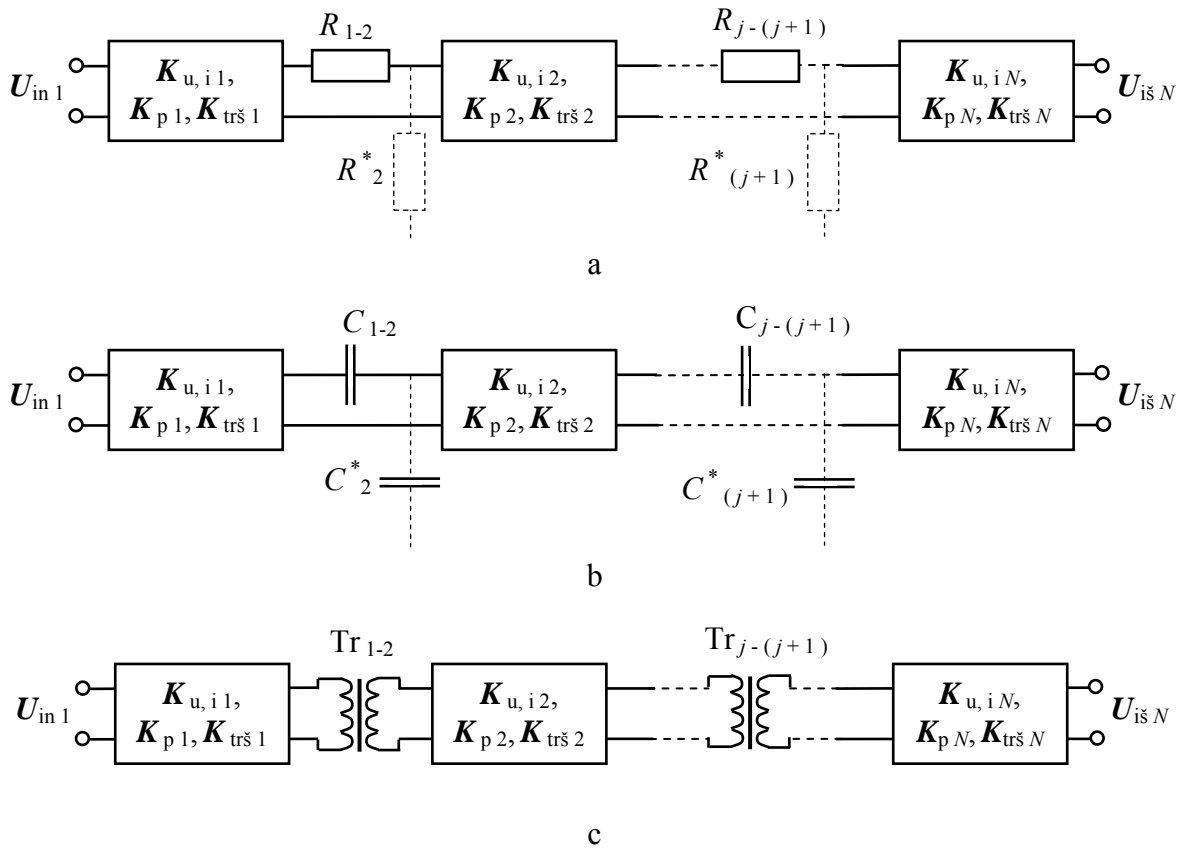 R 1-2
R j - (j + 1)
U in 1
K u, i 1,
K p 1, K trš 1
K u, i 2,
K p 2, K trš 2
K u, i N,
K p N, K trš N
U iš N
R * 2
R * (j + 1)
a
C 1-2
C j - (j + 1)
U in 1
K u, i 1,
K p 1, K trš 1
K u, i 2,
K p 2, K trš 2
K u, i N,
K p N, K trš N
U iš N
C * 2
C * (j + 1)
b
Tr 1-2
Tr j - (j + 1)
U in 1
K u, i 1,
K p 1, K trš 1
K u, i 2,
K p 2, K trš 2
K u, i N,
K p N, K trš N
U iš N
c